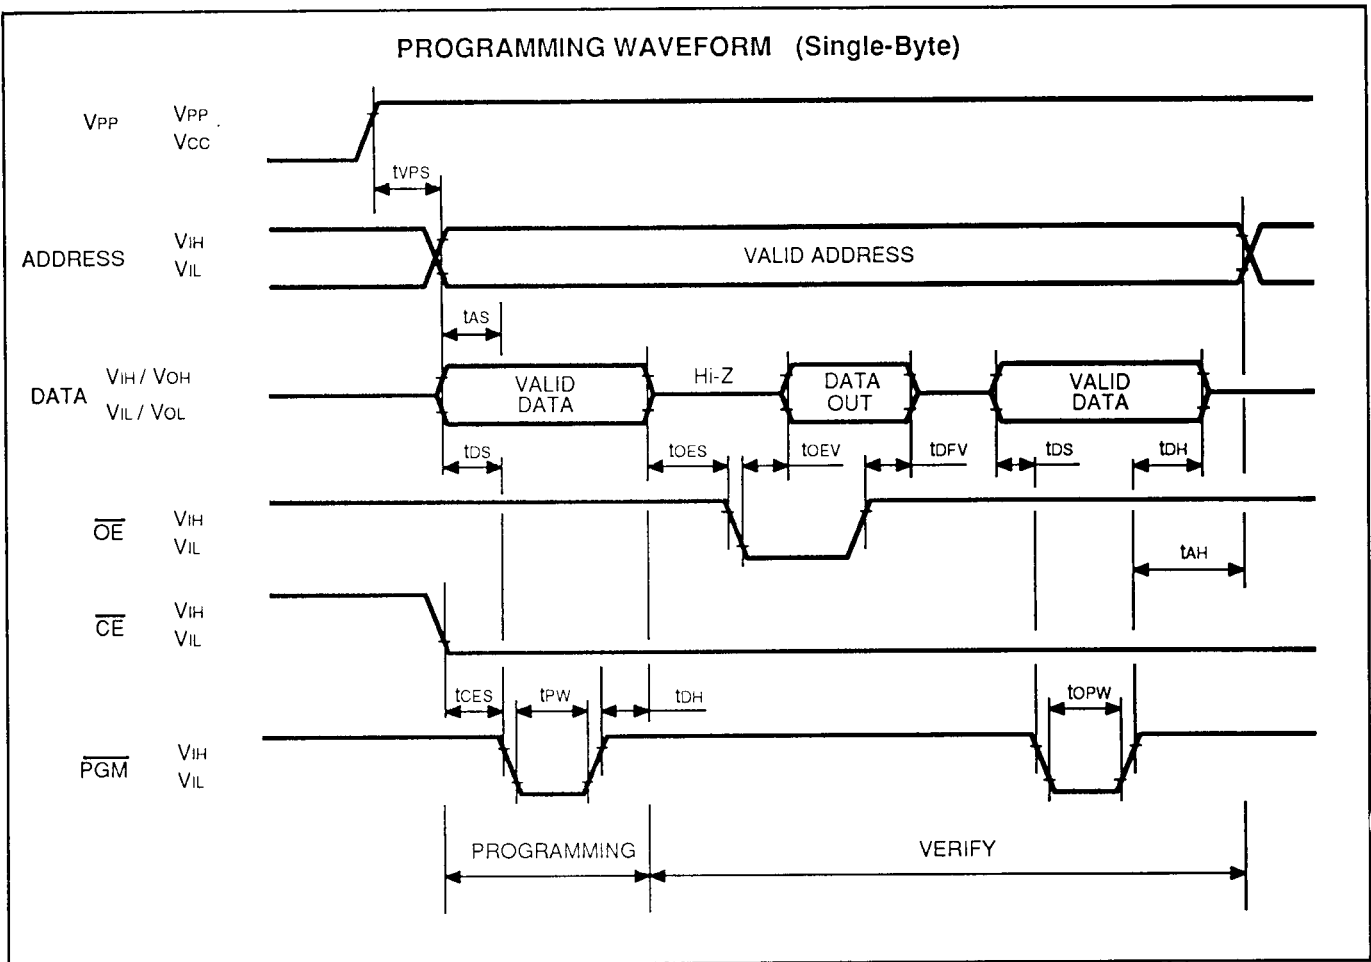 PROGRAMMING WAVEFORM (Single-Byte)
VPP VPP
VCC
tVPS
ADDRESS VIH
VIL
VALID ADDRESS
tAS
DATA VIH / VOH
VIL / VOL
VALID
DATA
Hi-Z
DATA
OUT
VALID
DATA
tDS tOES tOEV tDFV tDS tDH
OE VIH
VIL
tAH
CE VIH
VIL
tCES tPW tDH tOPW
PGM VIH
VIL
PROGRAMMING VERIFY